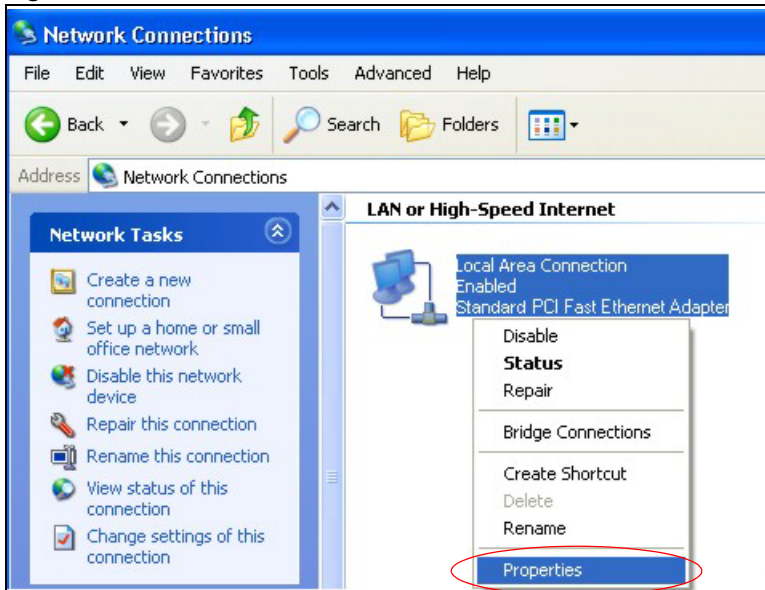 Network Connections
File Edit View Favorites Tools Advanced Help
Back Search Folders
Address Network Connections
Network Tasks
Create a new
connection
Set up a home or small
office network
Disable this network
device
Repair this connection
Rename this connection
View status of this
connection
Change settings of this
connection
LAN or High-Speed Internet
Local Area Connection
Enabled
Standard PCI Fast Ethernet Adapter
Disable
Status
Repair
Bridge Connections
Create Shortcut
Delete
Rename
Properties